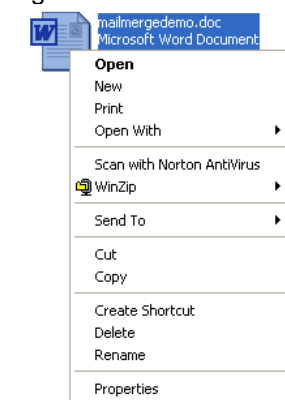 mailmergedemo.doc
Microsoft Word Document
Open
New
Print
Open With
Scan with Norton AntiVirus
WinZip
Send To
Cut
Copy
Create Shortcut
Delete
Rename
Properties